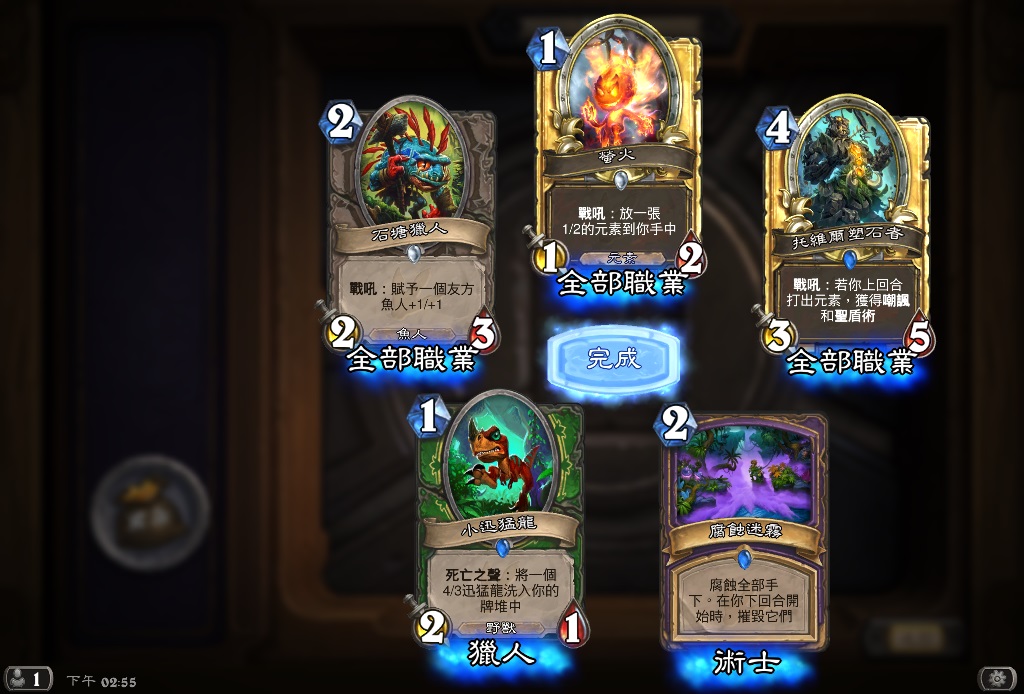 1
螢火
戰吼：放一張
1/2的元素到你手中
元素
1
2
全部職業
2
石塘獵人
戰吼：賦予一個友方
魚人+1/+1
魚人
2
3
全部職業
4
托維爾塑石者
戰吼：若你上回合
打出元素，獲得嘲諷
和聖盾術
3
5
全部職業
完成
1
小迅猛龍
死亡之聲：將一個
4/3迅猛龍洗入你的
牌堆中
野獸
2
1
獵人
2
腐蝕迷霧
腐蝕全部手
下。在你下回合開
始時，摧毀它們
術士
1
下午 02:55